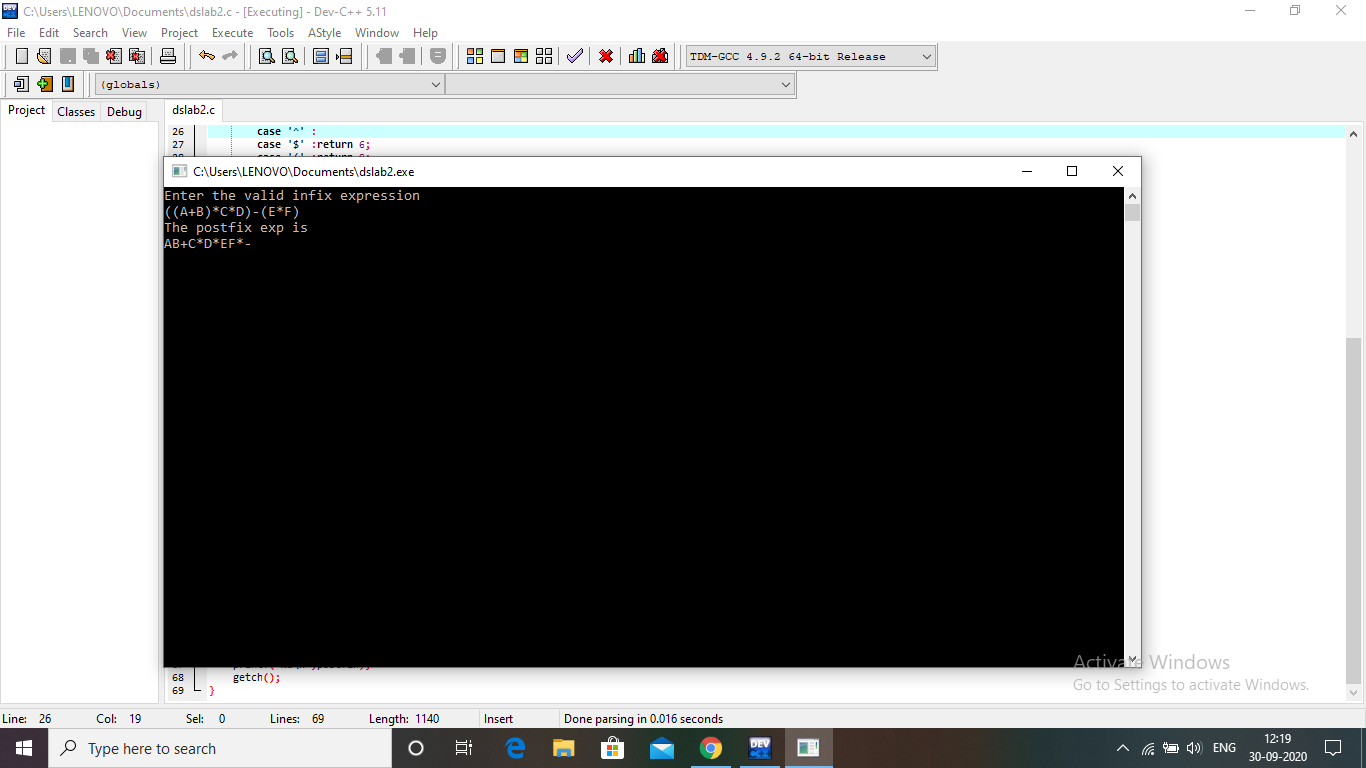 C:\Users\LENOVO\Documents\dslab2.c - [Executing] - Dev-C++ 5.11
File Edit Search View Project Execute Tools AStyle Window Help
TDM-GCC 4.9.2 64-bit Release
(globals)
Project Classes Debug dslab2.c
26 case '^' :
27 case '$' :return 6;
C:\Users\LENOVO\Documents\dslab2.exe
Enter the valid infix expression
((A+B)*C*D)-(E*F)
The postfix exp is
AB+C*D*EF*-
68 getch();
69 }
Activate Windows
Go to Settings to activate Windows.
Line: 26 Col: 19 Sel: 0 Lines: 69 Length: 1140 Insert Done parsing in 0.016 seconds
Type here to search
DEV
ENG
12:19
30-09-2020